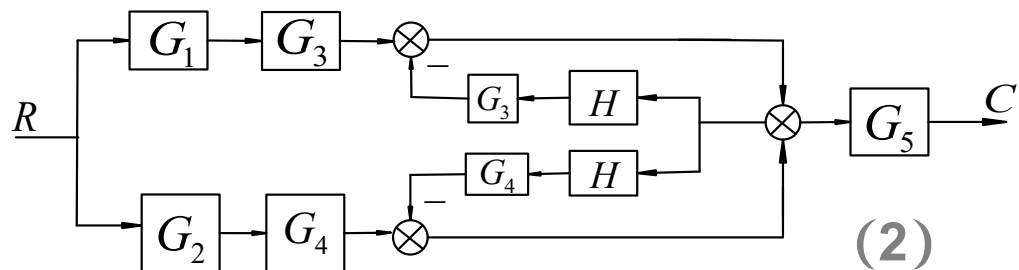 G₁ G₃
−
G₃ H
R C
G₅
G₄ H
−
G₂ G₄
(2)